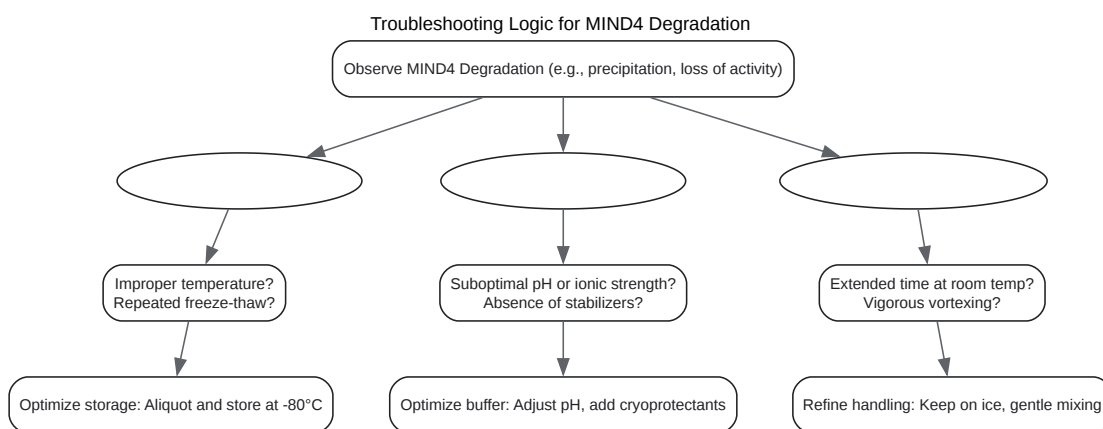 Troubleshooting Logic for MIND4 Degradation
Observe MIND4 Degradation (e.g., precipitation, loss of activity)
Improper temperature?
Repeated freeze-thaw?
Suboptimal pH or ionic strength?
Absence of stabilizers?
Extended time at room temp?
Vigorous vortexing?
Optimize storage: Aliquot and store at -80°C
Optimize buffer: Adjust pH, add cryoprotectants
Refine handling: Keep on ice, gentle mixing